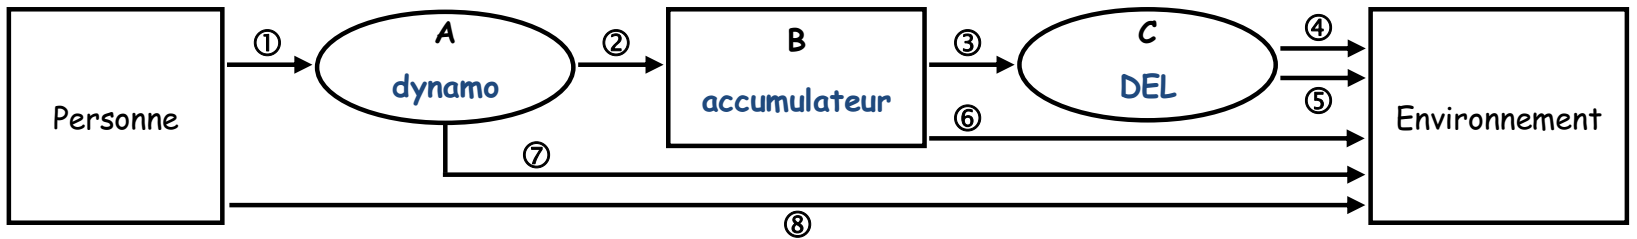 Personne
①
A
dynamo
②
B
accumulateur
③
C
DEL
④
⑤
⑥
⑦
⑧
Environnement